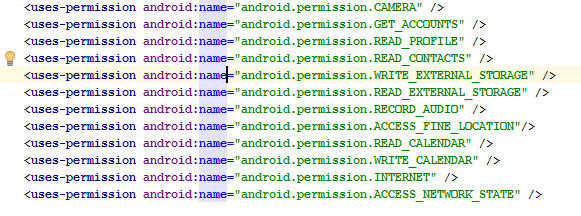 <uses-permission android:name="android.permission.CAMERA" />
<uses-permission android:name="android.permission.GET_ACCOUNTS" />
<uses-permission android:name="android.permission.READ_PROFILE" />
<uses-permission android:name="android.permission.READ_CONTACTS" />
<uses-permission android:name="android.permission.WRITE_EXTERNAL_STORAGE" />
<uses-permission android:name="android.permission.READ_EXTERNAL_STORAGE" />
<uses-permission android:name="android.permission.RECORD_AUDIO" />
<uses-permission android:name="android.permission.ACCESS_FINE_LOCATION"/>
<uses-permission android:name="android.permission.READ_CALENDAR" />
<uses-permission android:name="android.permission.WRITE_CALENDAR" />
<uses-permission android:name="android.permission.INTERNET" />
<uses-permission android:name="android.permission.ACCESS_NETWORK_STATE" />